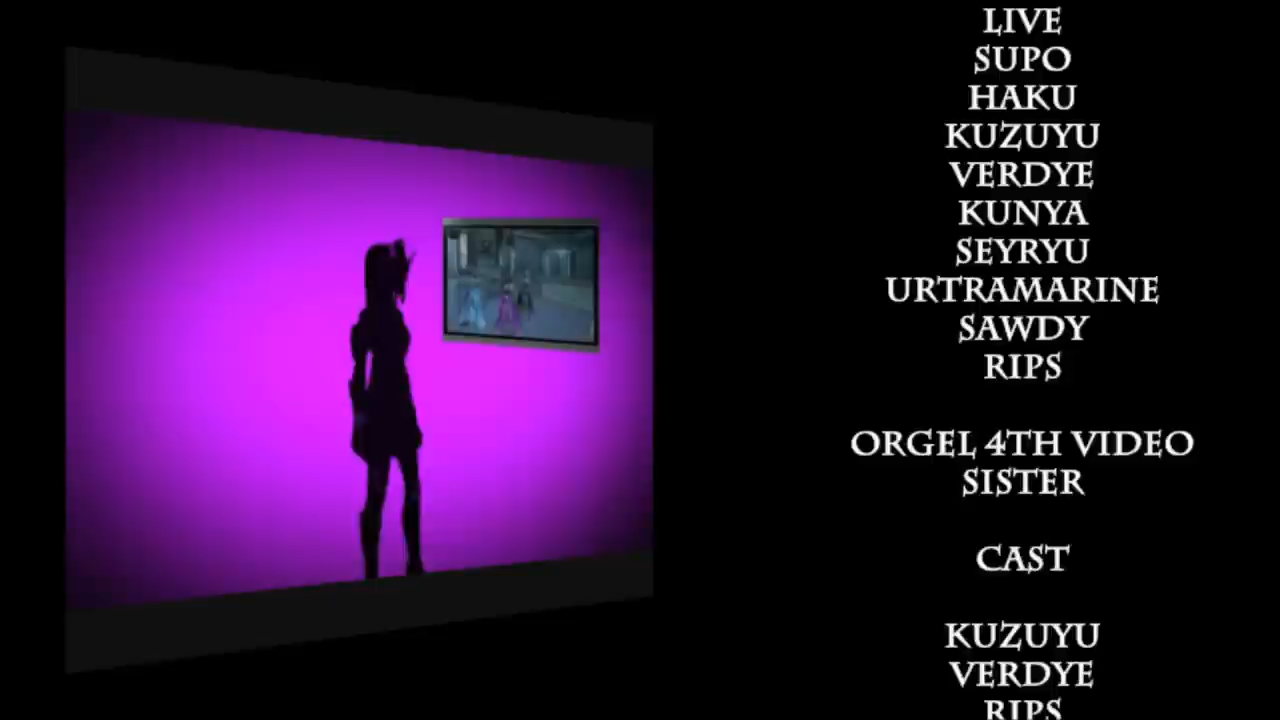 LIVE
SUPO
HAKU
KUZUYU
VERDYE
KUNYA
SEYRYU
URTRAMARINE
SAWDY
RIPS
ORGEL 4TH VIDEO
SISTER
CAST
KUZUYU
VERDYE
RIPS